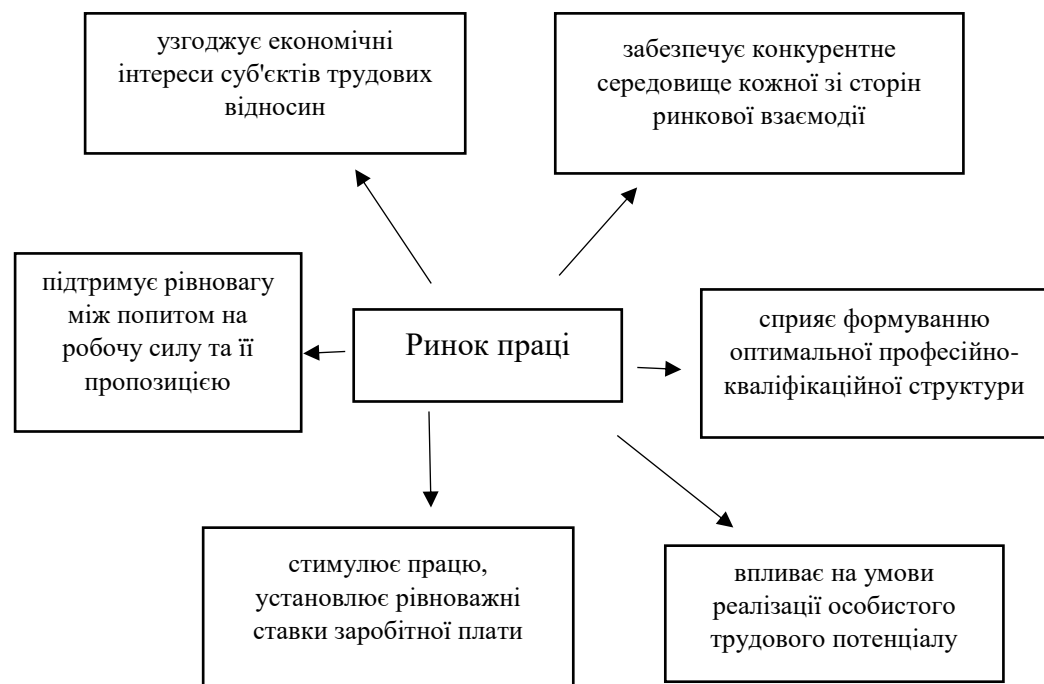 узгоджує економічні
інтереси суб'єктів трудових
відносин
забезпечує конкурентне
середовище кожної зі сторін
ринкової взаємодії
підтримує рівновагу
між попитом на
робочу силу та її
пропозицією
Ринок праці
сприяє формуванню
оптимальної професійно-
кваліфікаційної структури
стимулює працю,
установлює рівноважні
ставки заробітної плати
впливає на умови
реалізації особистого
трудового потенціалу